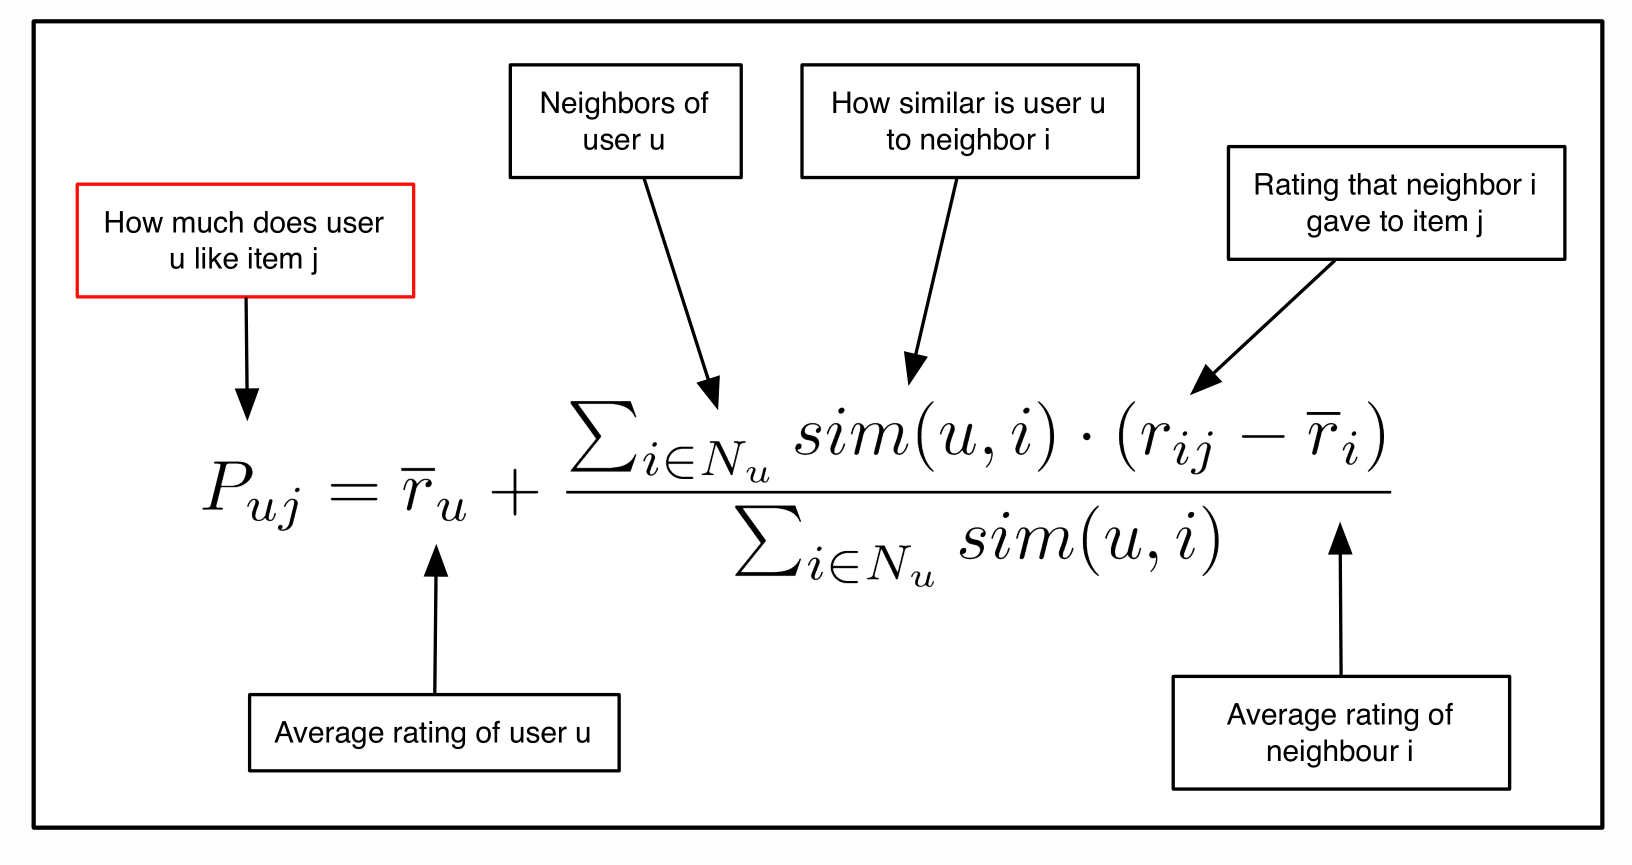 Neighbors of
user u
How similar is user u
to neighbor i
Rating that neighbor i
gave to item j
How much does user
u like item j
$P_{uj} = \overline{r}_u + \frac{\sum_{i \in N_u} sim(u, i) \cdot (r_{ij} - \overline{r}_i)}{\sum_{i \in N_u} sim(u, i)}$
Average rating of user u
Average rating of
neighbour i